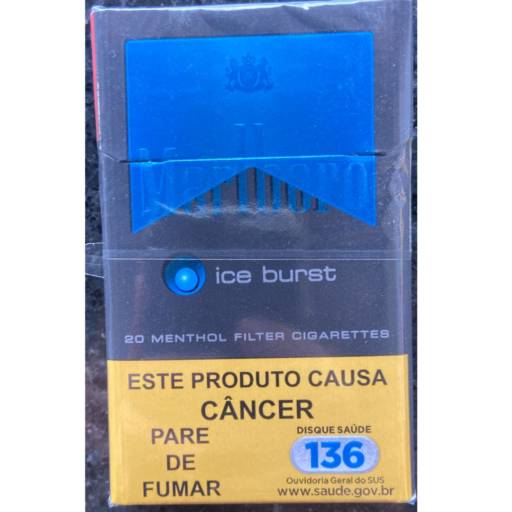 Marlboro
ice burst
20 MENTHOL FILTER CIGARETTES
ESTE PRODUTO CAUSA
CÂNCER
PARE
DE
FUMAR
DISQUE SAÚDE
136
Ouvidoria Geral do SUS
www.saude.gov.br